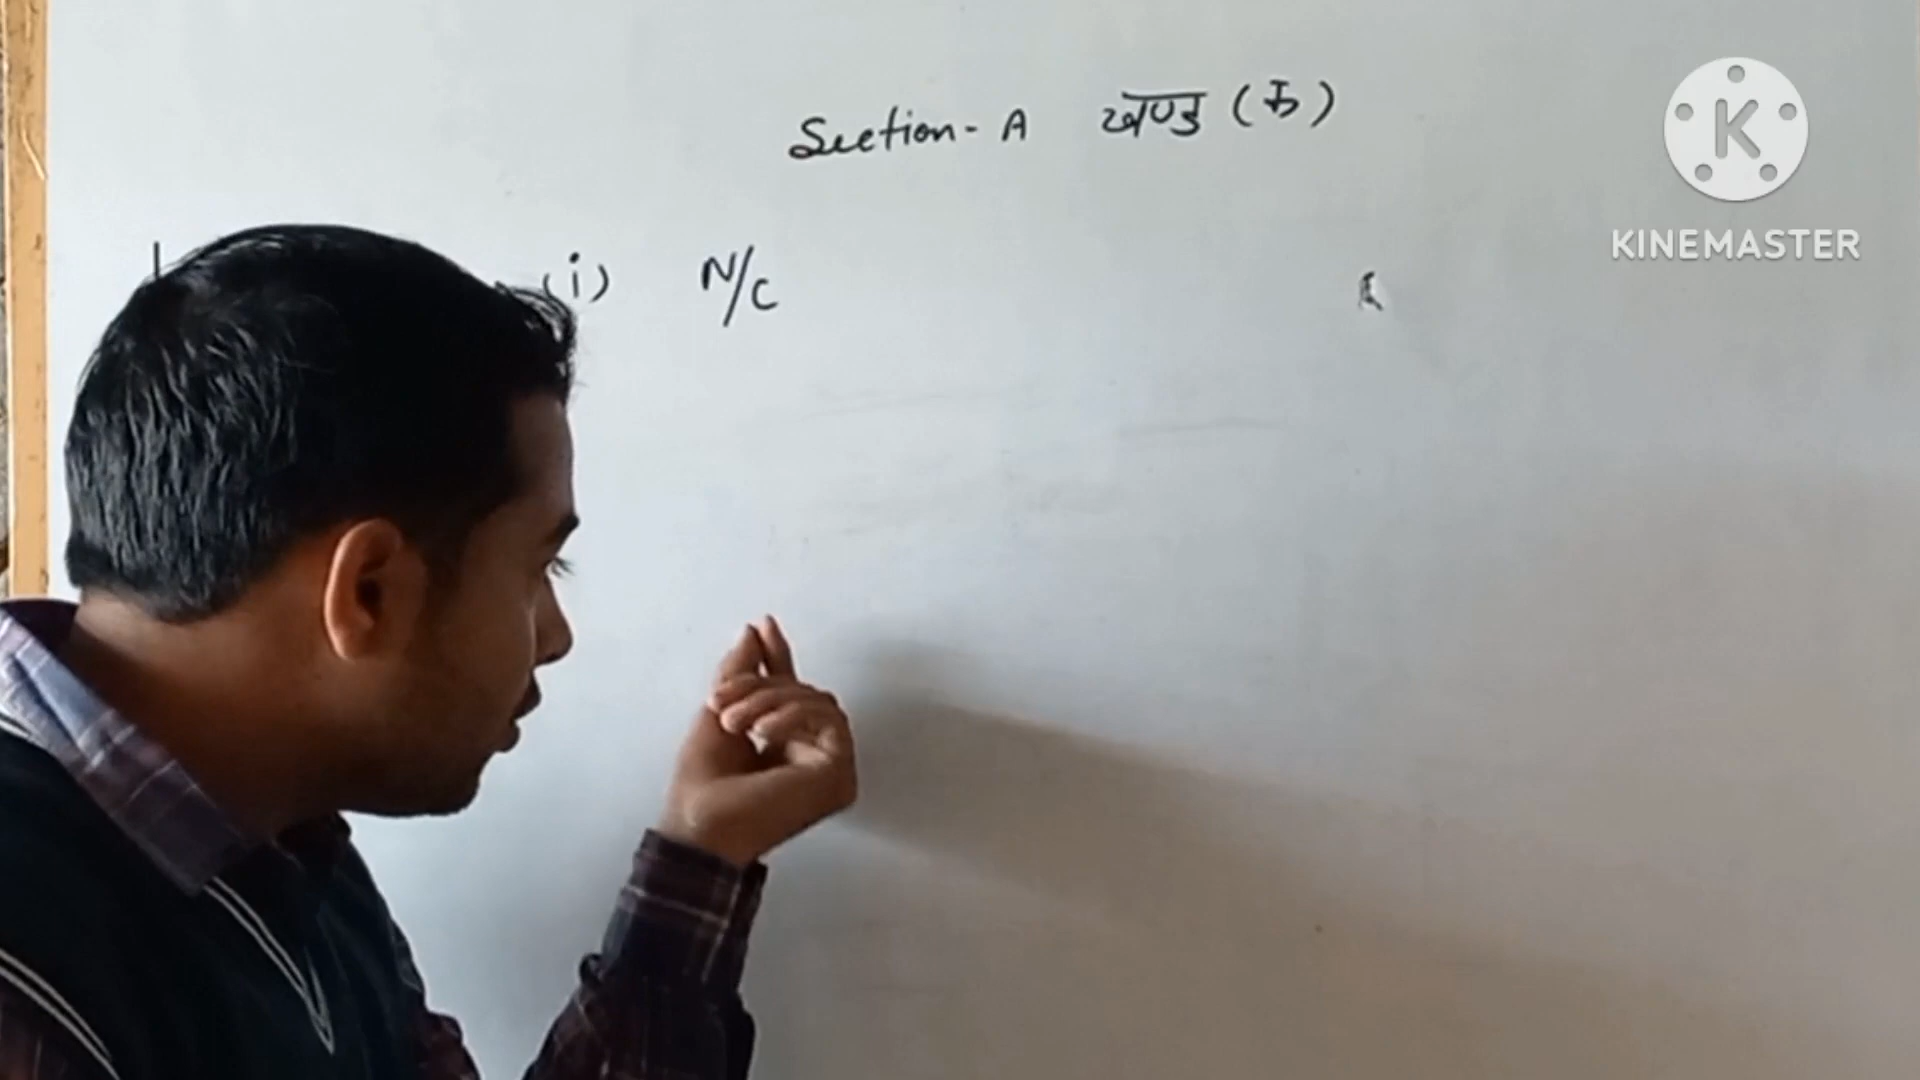 Section - A खण्ड (क)
(i) N/C
K
KINEMASTER